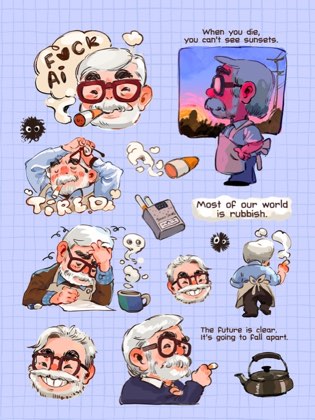 F♥CK
Ai
When you die,
you can't see sunsets.
TiRED.
Most of our world
is rubbish.
The future is clear.
It's going to fall apart.